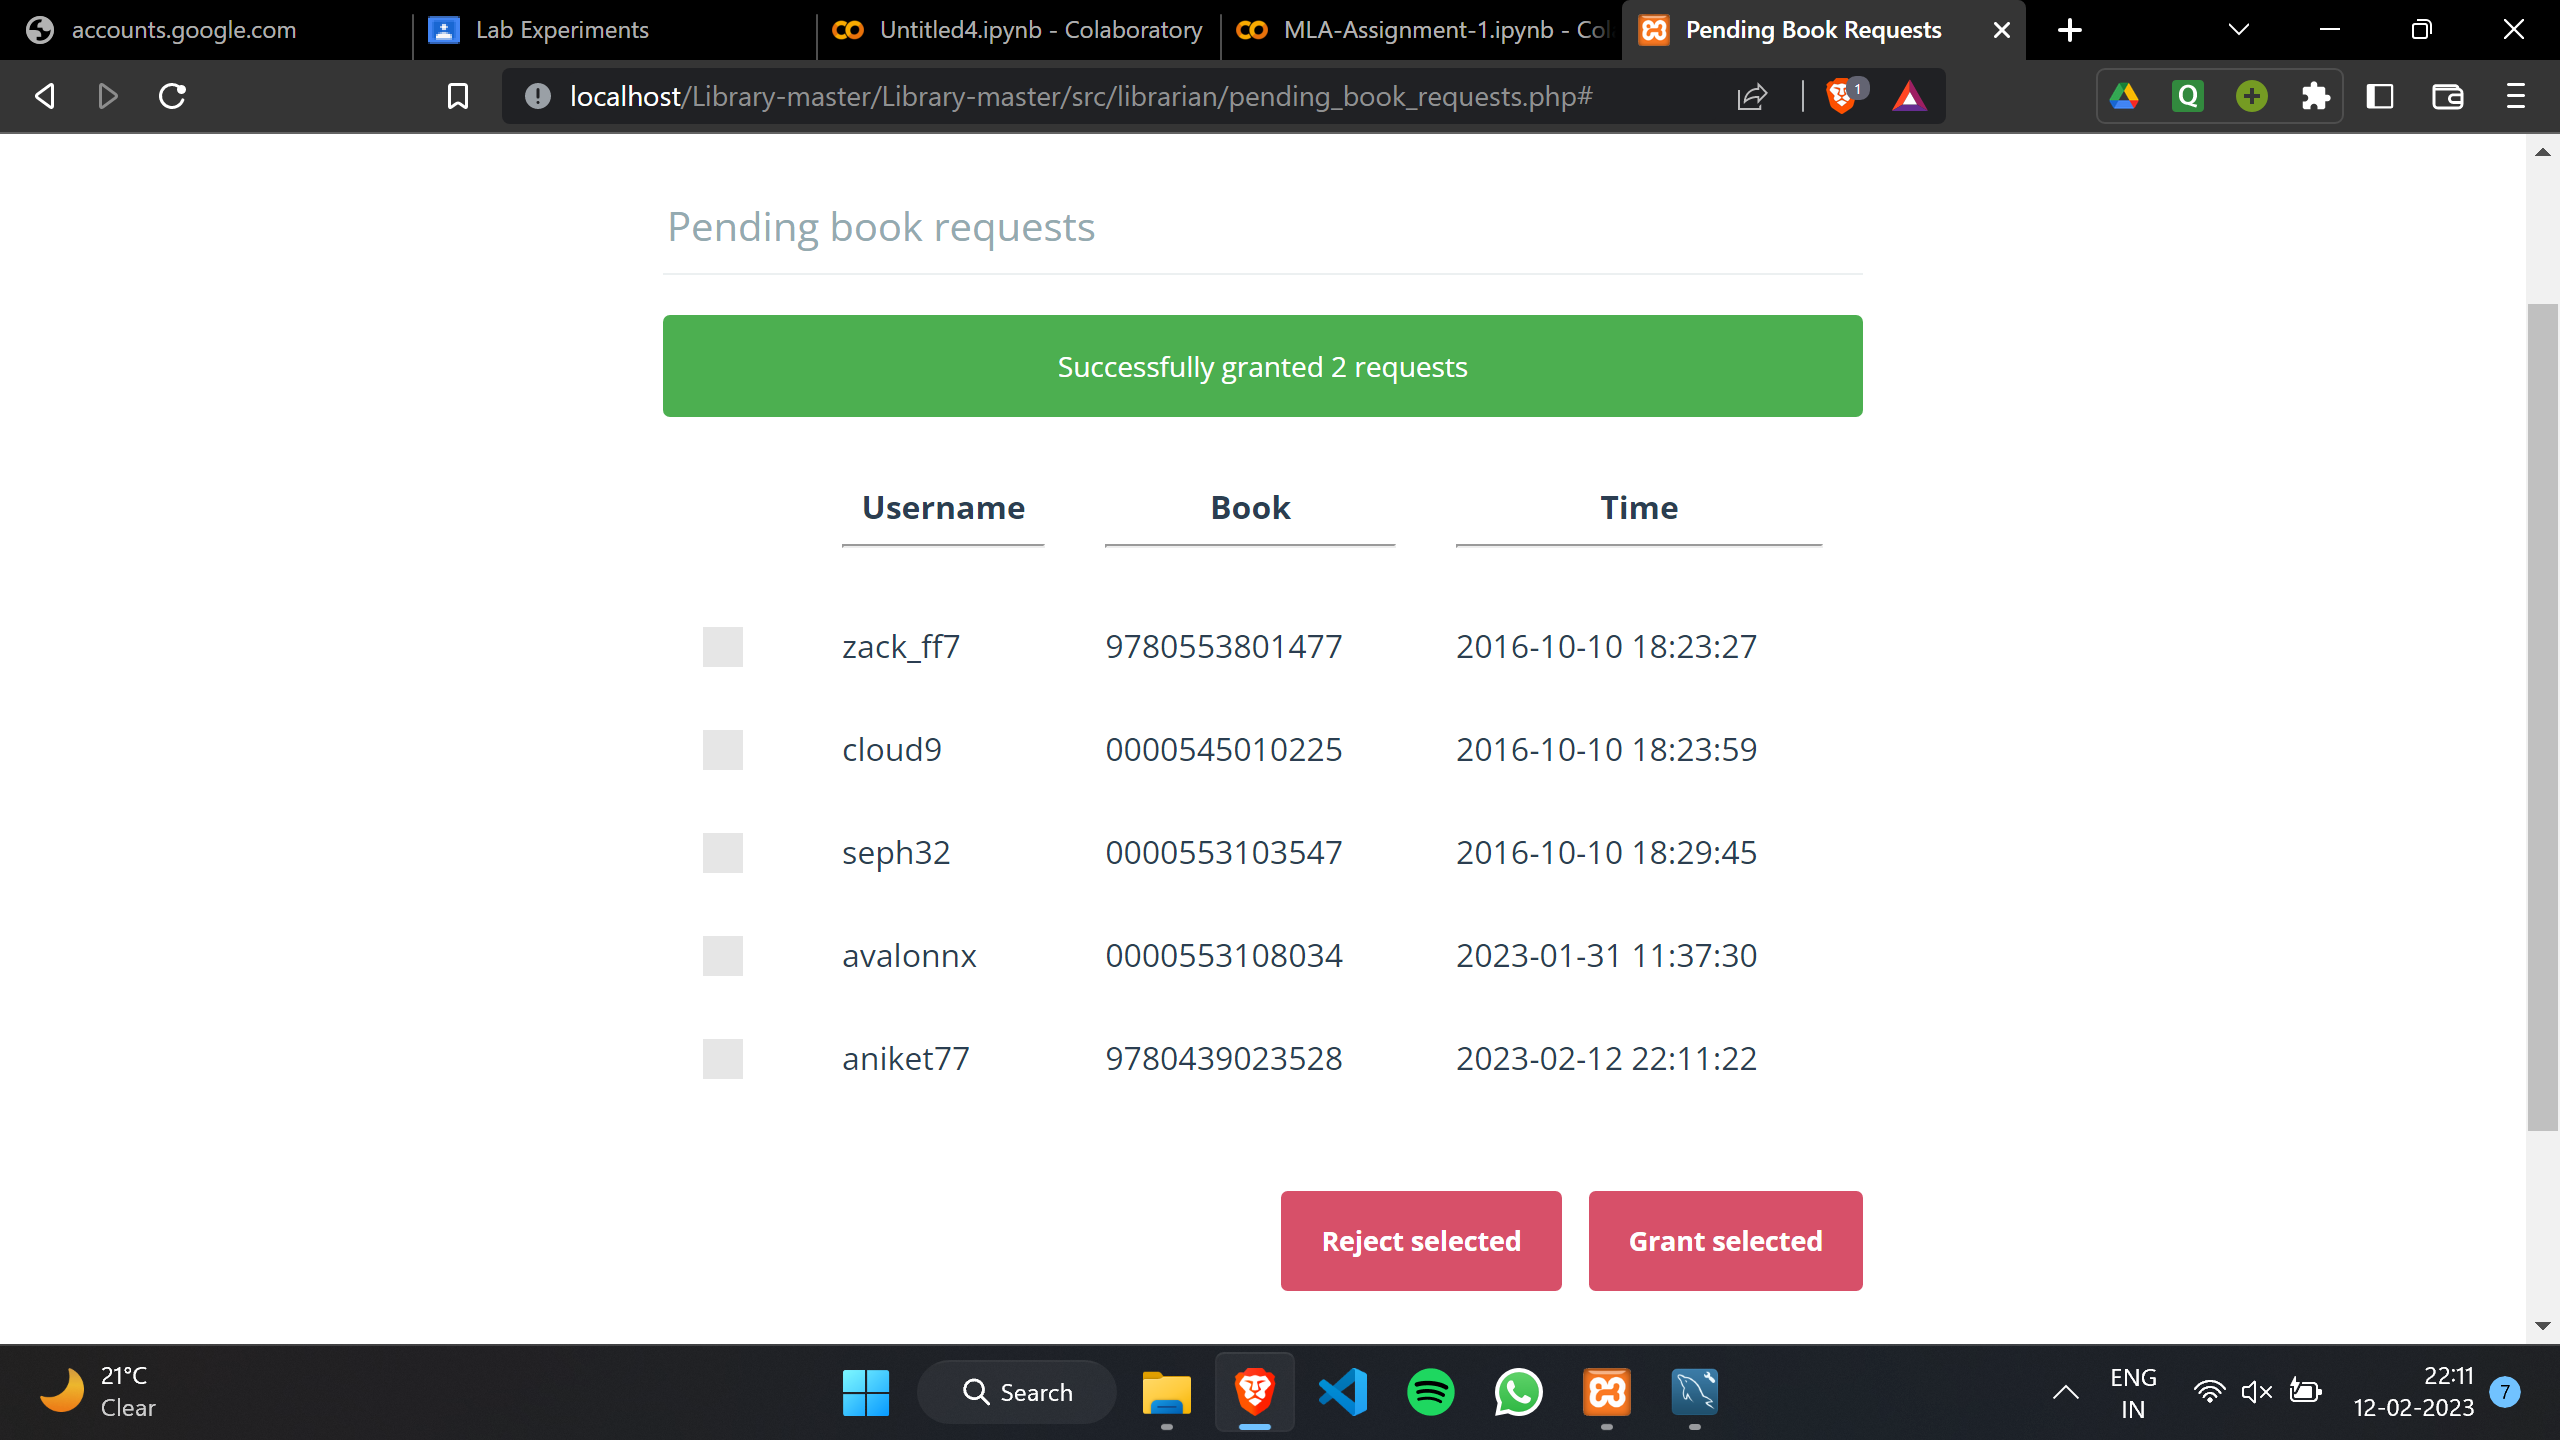 accounts.google.com
Lab Experiments
Untitled4.ipynb - Colaboratory
MLA-Assignment-1.ipynb - Col
Pending Book Requests
localhost/Library-master/Library-master/src/librarian/pending_book_requests.php#
1
Q
Pending book requests
Successfully granted 2 requests
Username Book Time
zack_ff7 9780553801477 2016-10-10 18:23:27
cloud9 0000545010225 2016-10-10 18:23:59
seph32 0000553103547 2016-10-10 18:29:45
avalonnx 0000553108034 2023-01-31 11:37:30
aniket77 9780439023528 2023-02-12 22:11:22
Reject selected Grant selected
21°C
Clear
Search
ENG
IN
22:11
12-02-2023
7